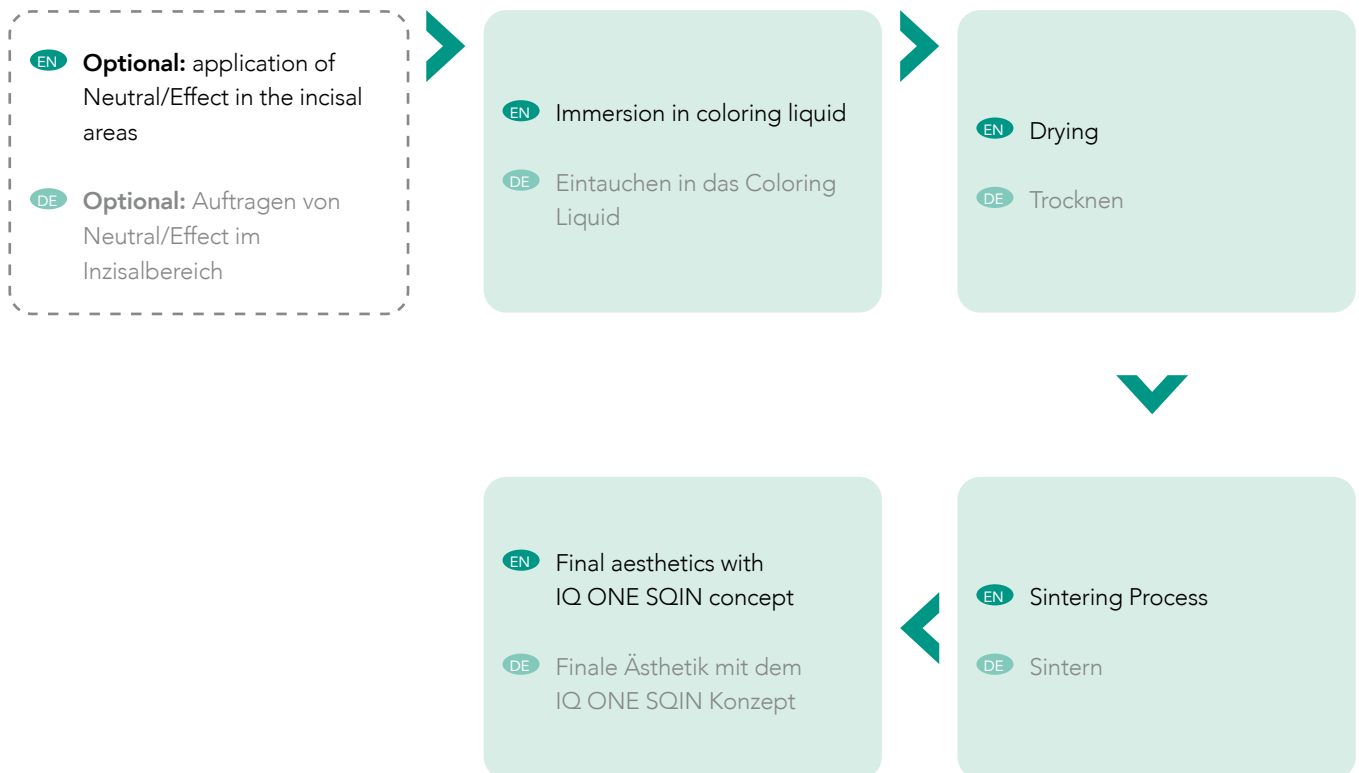 EN Optional: application of
Neutral/Effect in the incisal
areas
DE Optional: Auftragen von
Neutral/Effect im
Inzisalbereich
EN Immersion in coloring liquid
DE Eintauchen in das Coloring
Liquid
EN Drying
DE Trocknen
EN Sintering Process
DE Sintern
EN Final aesthetics with
IQ ONE SQIN concept
DE Finale Ästhetik mit dem
IQ ONE SQIN Konzept